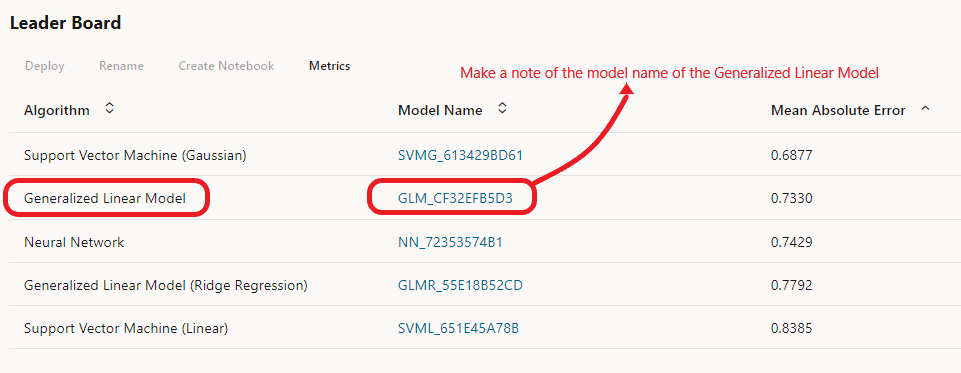 Leader Board
Deploy Rename Create Notebook Metrics
Make a note of the model name of the Generalized Linear Model
Algorithm Model Name Mean Absolute Error
Support Vector Machine (Gaussian) SVMG_613429BD61 0.6877
Generalized Linear Model GLM_CF32EFB5D3 0.7330
Neural Network NN_72353574B1 0.7429
Generalized Linear Model (Ridge Regression) GLMR_55E18B52CD 0.7792
Support Vector Machine (Linear) SVML_651E45A78B 0.8385